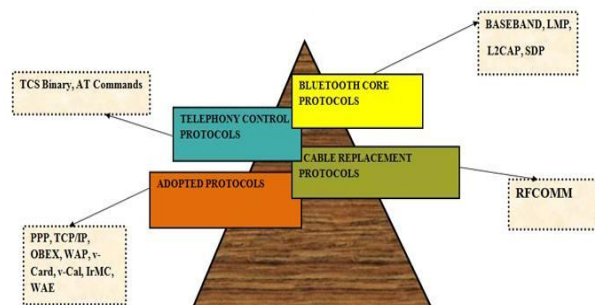 BASEBAND, LMP,
L2CAP, SDP
TCS Binary, AT Commands
BLUETOOTH CORE
PROTOCOLS
TELEPHONY CONTROL
PROTOCOLS
CABLE REPLACEMENT
PROTOCOLS
ADOPTED PROTOCOLS
RFCOMM
PPP, TCP/IP,
OBEX, WAP, v-
Card, v-Cal, IrMC,
WAE